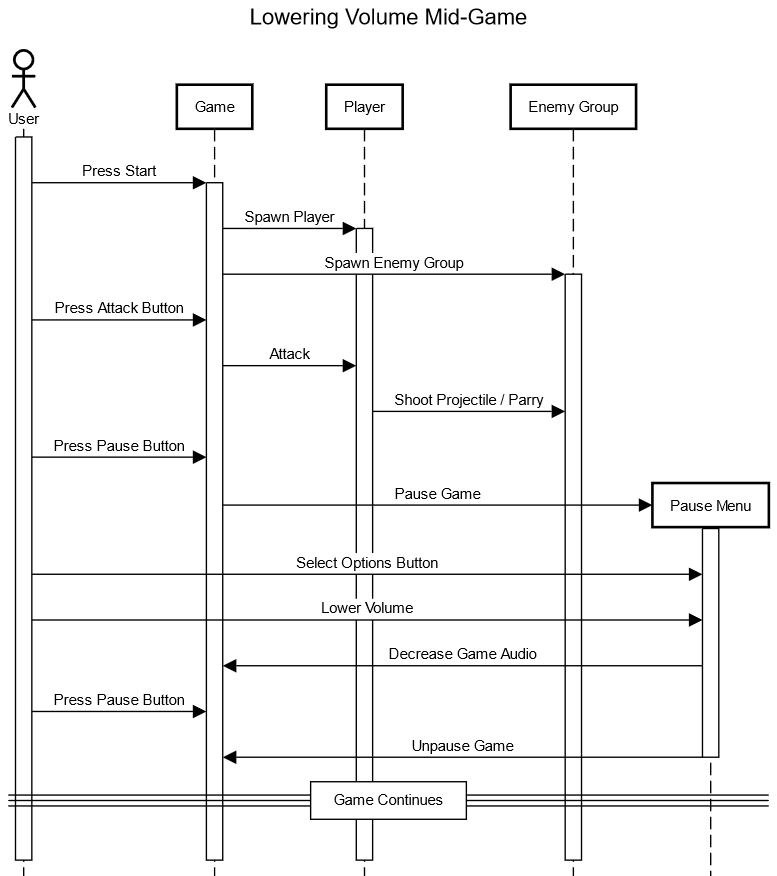 Lowering Volume Mid-Game
User
Game
Player
Enemy Group
Press Start
Spawn Player
Spawn Enemy Group
Press Attack Button
Attack
Shoot Projectile / Parry
Press Pause Button
Pause Game
Pause Menu
Select Options Button
Lower Volume
Decrease Game Audio
Press Pause Button
Unpause Game
Game Continues